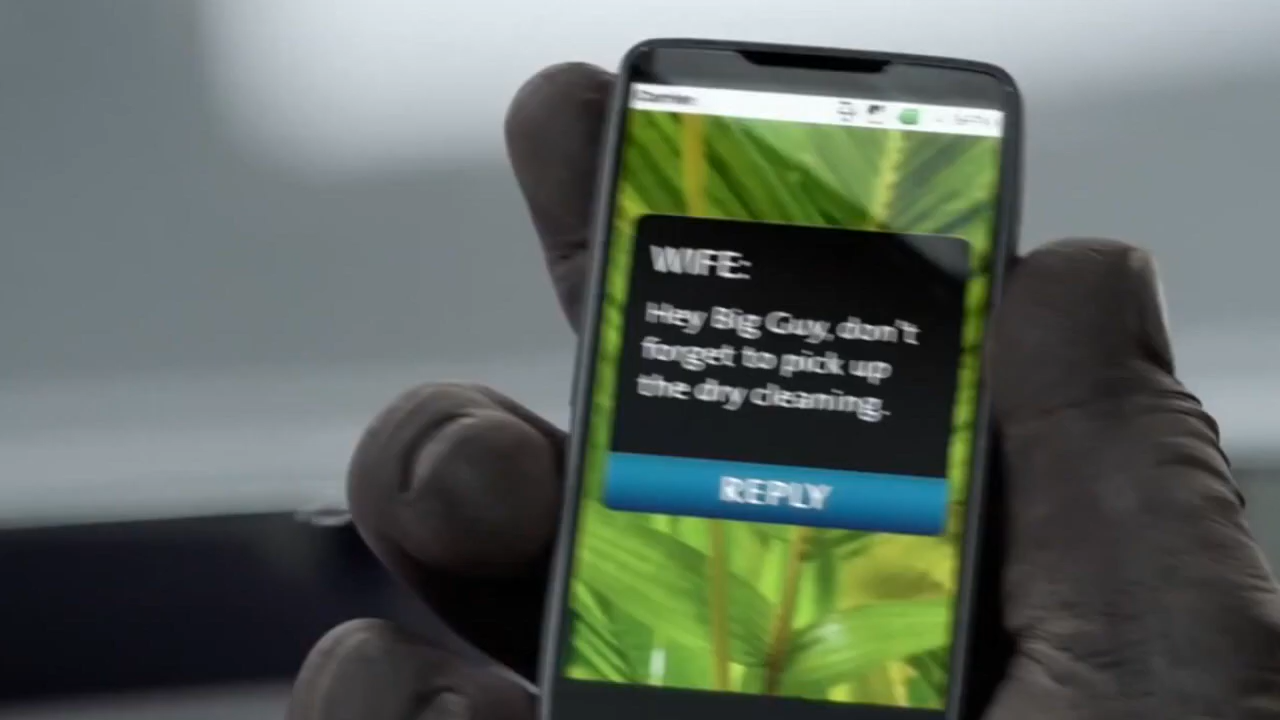 WIFE:
Hey Big Guy, don't
forget to pick up
the dry cleaning.
REPLY